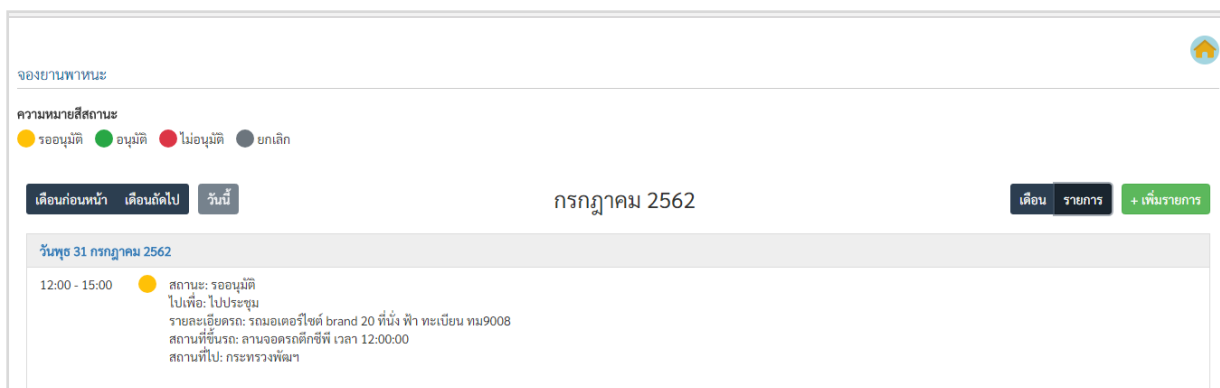 จองยานพาหนะ
ความหมายสีสถานะ
รออนุมัติ อนุมัติ ไม่อนุมัติ ยกเลิก
เดือนก่อนหน้า เดือนถัดไป วันนี้ กรกฎาคม 2562 เดือน รายการ + เพิ่มรายการ
วันพุธ 31 กรกฎาคม 2562
12:00 - 15:00 สถานะ: รออนุมัติ
ไปเพื่อ: ไปประชุม
รายละเอียดรถ: รถมอเตอร์ไซต์ brand 20 ที่นั่ง ฟ้า ทะเบียน ทม9008
สถานที่ขึ้นรถ: ลานจอดรถตึกซีพี เวลา 12:00:00
สถานที่ไป: กระทรวงพัฒฯ